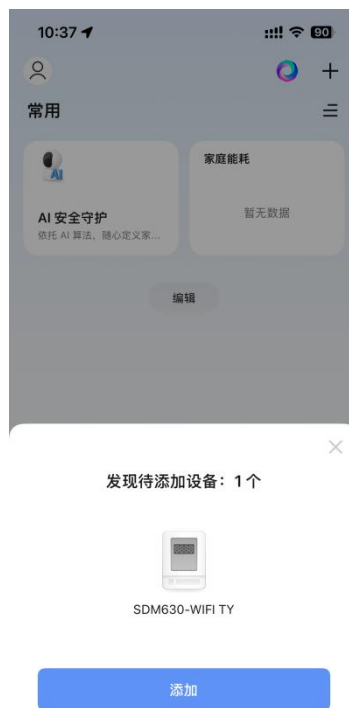 10:37
90
常用
AI
AI 安全守护
依托 AI 算法，随心定义家...
家庭能耗
暂无数据
编辑
发现待添加设备：1个
SDM630-WIFI TY
添加